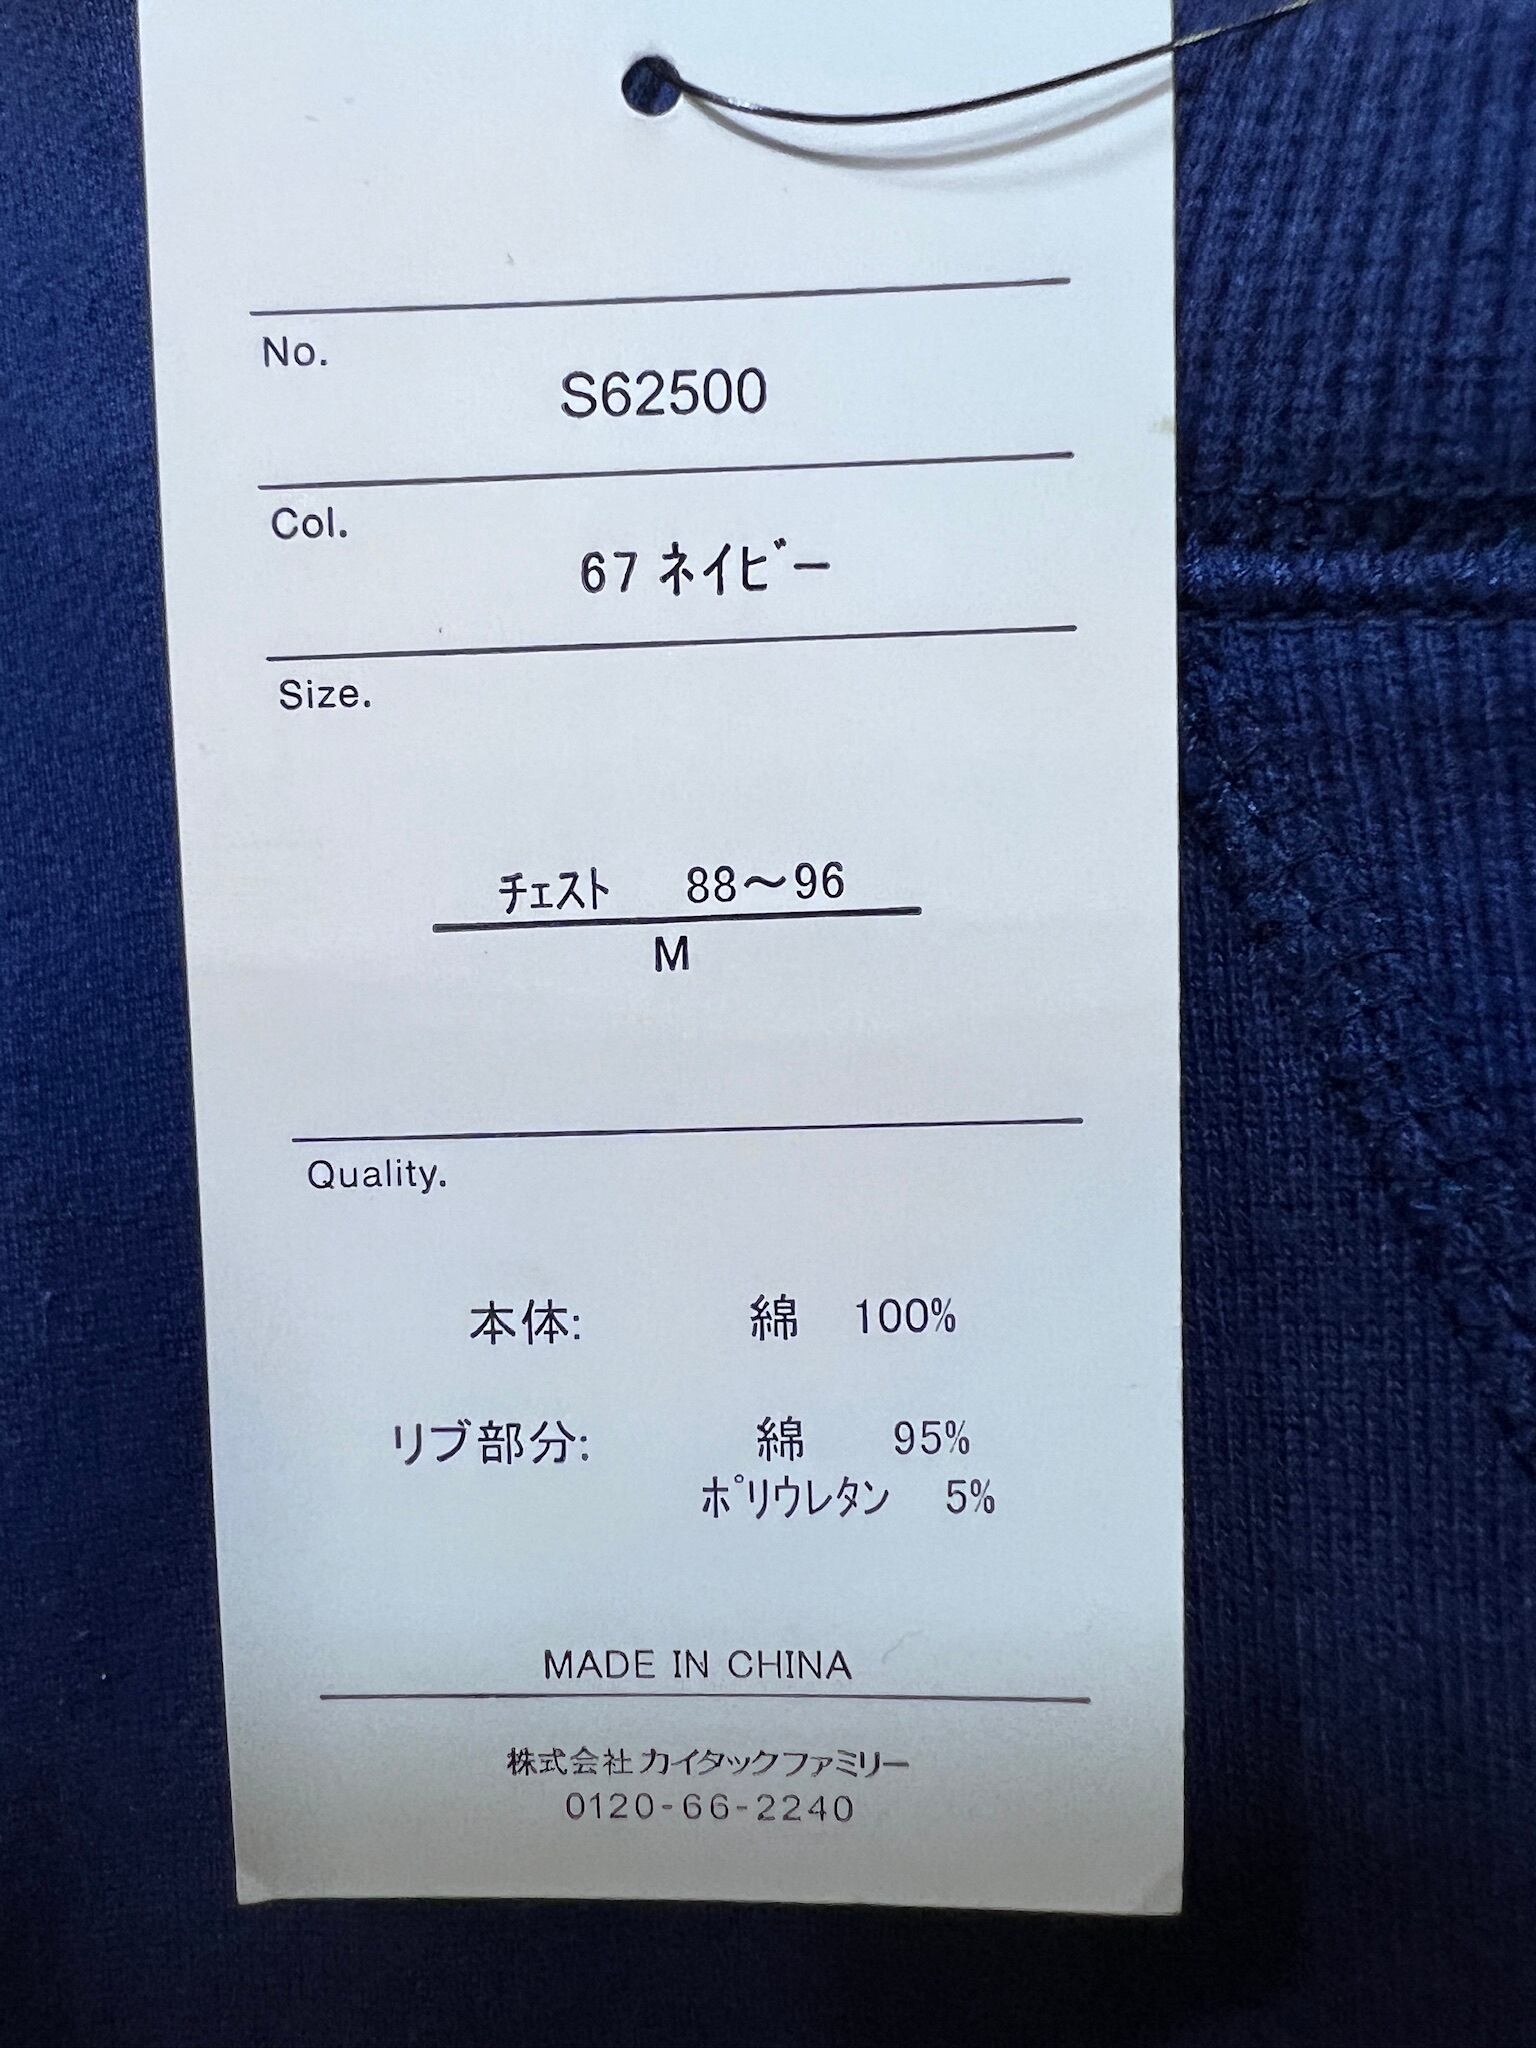 No.
S62500
Col.
67 ﾈｲﾋﾞｰ
Size.
ﾁｪｽﾄ 88～96
M
Quality.
本体: 綿 100%
リブ部分: 綿 95%
ﾎﾟﾘｳﾚﾀﾝ 5%
MADE IN CHINA
株式会社 カイタックファミリー
0120-66-2240